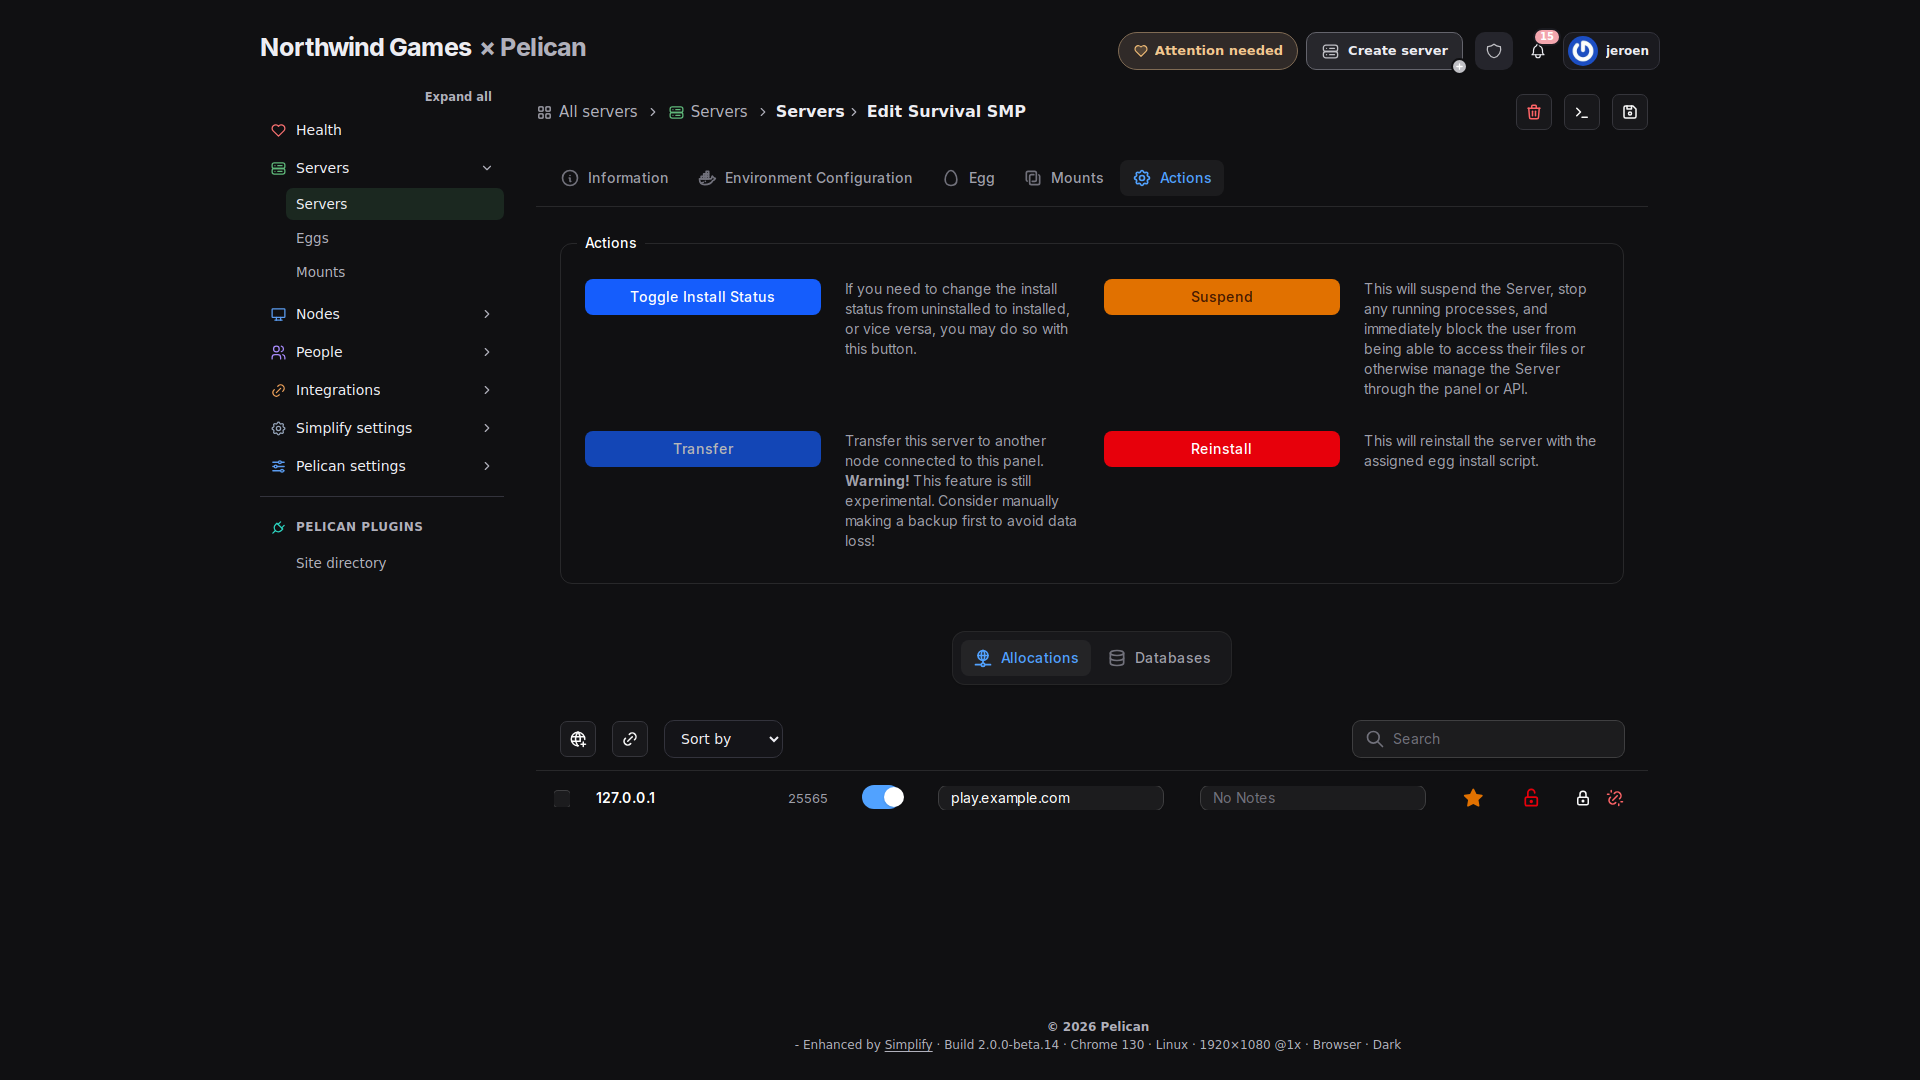 Northwind Games × Pelican
Attention needed
Create server
15
jeroen
Expand all
Health
Servers
Servers
Eggs
Mounts
Nodes
People
Integrations
Simplify settings
Pelican settings
PELICAN PLUGINS
Site directory
All servers > Servers > Servers > Edit Survival SMP
Information
Environment Configuration
Egg
Mounts
Actions
Actions
Toggle Install Status
If you need to change the install
status from uninstalled to installed,
or vice versa, you may do so with
this button.
Suspend
This will suspend the Server, stop
any running processes, and
immediately block the user from
being able to access their files or
otherwise manage the Server
through the panel or API.
Transfer
Transfer this server to another
node connected to this panel.
Warning! This feature is still
experimental. Consider manually
making a backup first to avoid data
loss!
Reinstall
This will reinstall the server with the
assigned egg install script.
Allocations
Databases
Sort by
Search
127.0.0.1
25565
play.example.com
No Notes
© 2026 Pelican
- Enhanced by Simplify · Build 2.0.0-beta.14 · Chrome 130 · Linux · 1920×1080 @1x · Browser · Dark